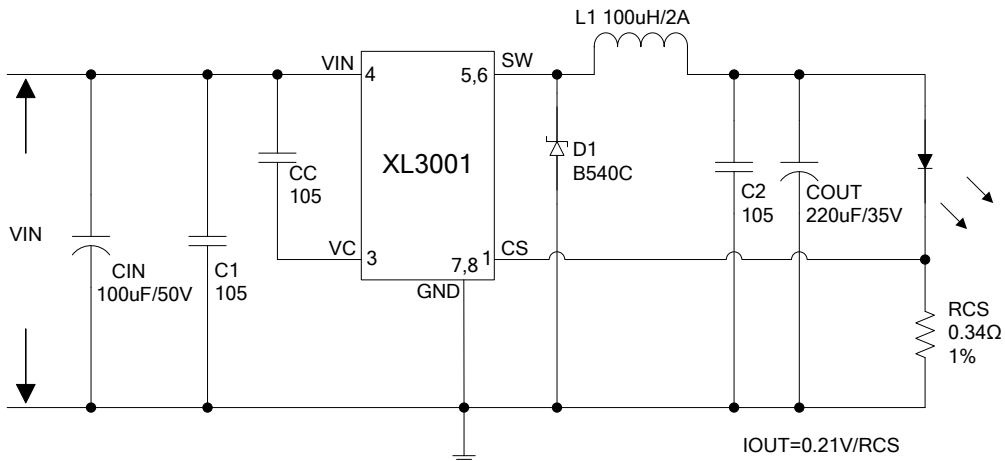 L1 100uH/2A
VIN
4
5,6
SW
XL3001
D1
B540C
CC
105
C2
105
COUT
220uF/35V
VIN
VC
3
7,8
1
CS
GND
CIN
100uF/50V
C1
105
RCS
0.34Ω
1%
IOUT=0.21V/RCS